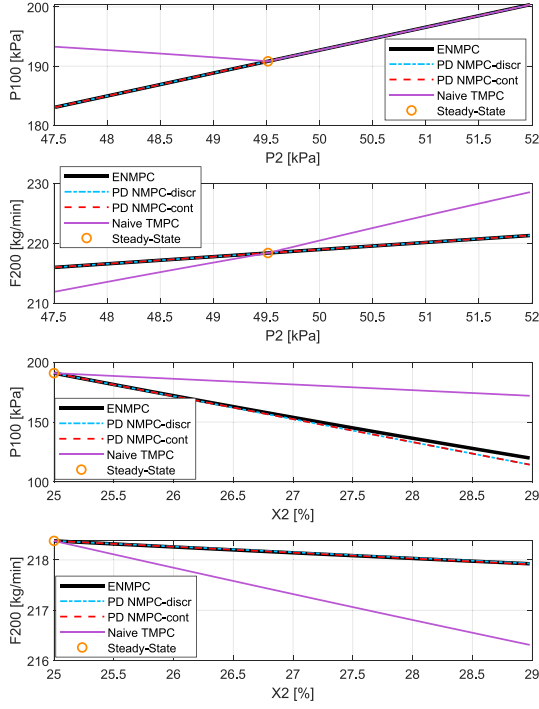 P100 [kPa]
200
190
180
ENMPC
PD NMPC-discr
PD NMPC-cont
Naive TMPC
Steady-State
47.5 48 48.5 49 49.5 50 50.5 51 51.5 52
P2 [kPa]
F200 [kg/min]
230
220
210
ENMPC
PD NMPC-discr
PD NMPC-cont
Naive TMPC
Steady-State
47.5 48 48.5 49 49.5 50 50.5 51 51.5 52
P2 [kPa]
P100 [kPa]
200
150
100
ENMPC
PD NMPC-discr
PD NMPC-cont
Naive TMPC
Steady-State
25 25.5 26 26.5 27 27.5 28 28.5 29
X2 [%]
F200 [kg/min]
218
217
216
ENMPC
PD NMPC-discr
PD NMPC-cont
Naive TMPC
Steady-State
25 25.5 26 26.5 27 27.5 28 28.5 29
X2 [%]